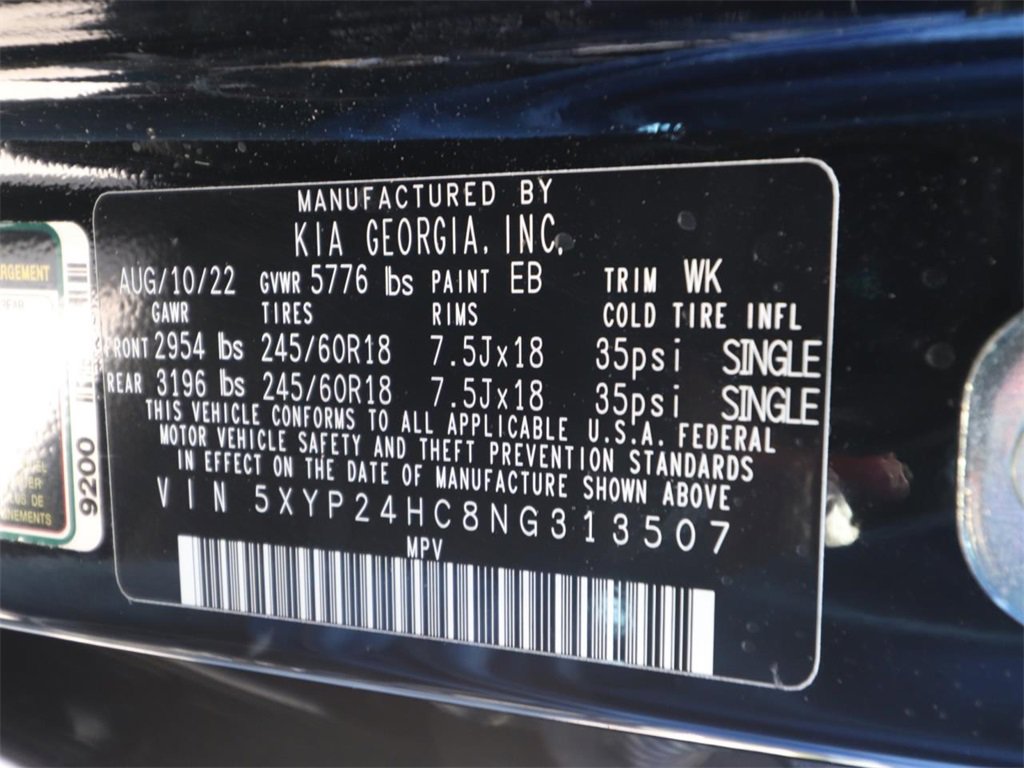 MANUFACTURED BY
KIA GEORGIA, INC.
AUG/10/22 GVWR 5776 lbs PAINT EB TRIM WK
GAWR TIRES RIMS COLD TIRE INFL
FRONT 2954 lbs 245/60R18 7.5Jx18 35psi SINGLE
REAR 3196 lbs 245/60R18 7.5Jx18 35psi SINGLE
THIS VEHICLE CONFORMS TO ALL APPLICABLE U.S.A. FEDERAL
MOTOR VEHICLE SAFETY AND THEFT PREVENTION STANDARDS
IN EFFECT ON THE DATE OF MANUFACTURE SHOWN ABOVE
VIN 5XYP24HC8NG313507
MPV
9200
DE